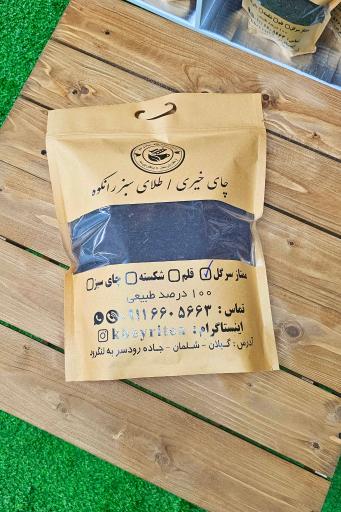 چای خیری / طلای سبز رانکوه
ممتاز سرگل قلم شکسته چای سبز
۱۰۰ درصد طبیعی
تماس : ۰۹۱۱۶۶۰۵۶۶۳
اینستاگرام : kheyritea
آدرس : گیلان - شلمان - جاده رودسر به لنگرود